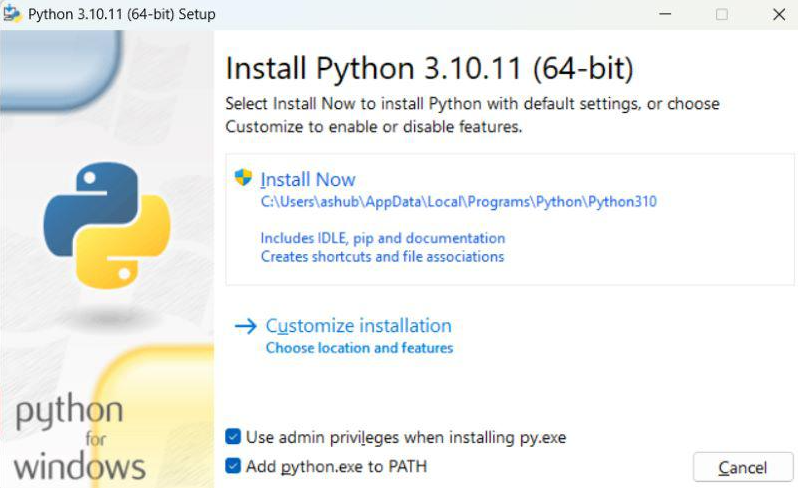 Python 3.10.11 (64-bit) Setup
Install Python 3.10.11 (64-bit)
Select Install Now to install Python with default settings, or choose
Customize to enable or disable features.
Install Now
C:\Users\ashub\AppData\Local\Programs\Python\Python310
Includes IDLE, pip and documentation
Creates shortcuts and file associations
Customize installation
Choose location and features
python
for
windows
Use admin privileges when installing py.exe
Add python.exe to PATH
Cancel